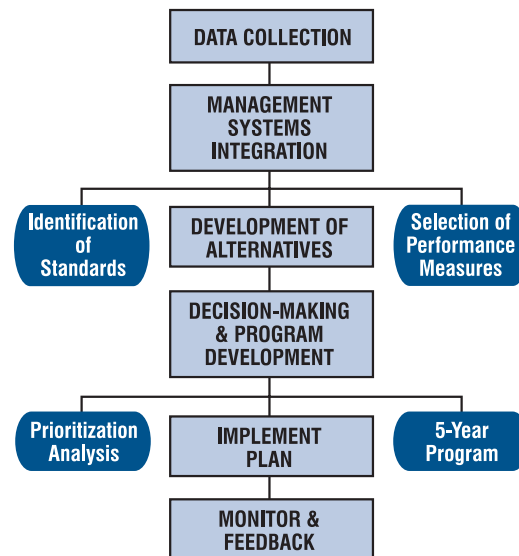 DATA COLLECTION
MANAGEMENT
SYSTEMS
INTEGRATION
Identification
of
Standards
DEVELOPMENT OF
ALTERNATIVES
Selection of
Performance
Measures
DECISION-MAKING
& PROGRAM
DEVELOPMENT
Prioritization
Analysis
IMPLEMENT
PLAN
5-Year
Program
MONITOR &
FEEDBACK